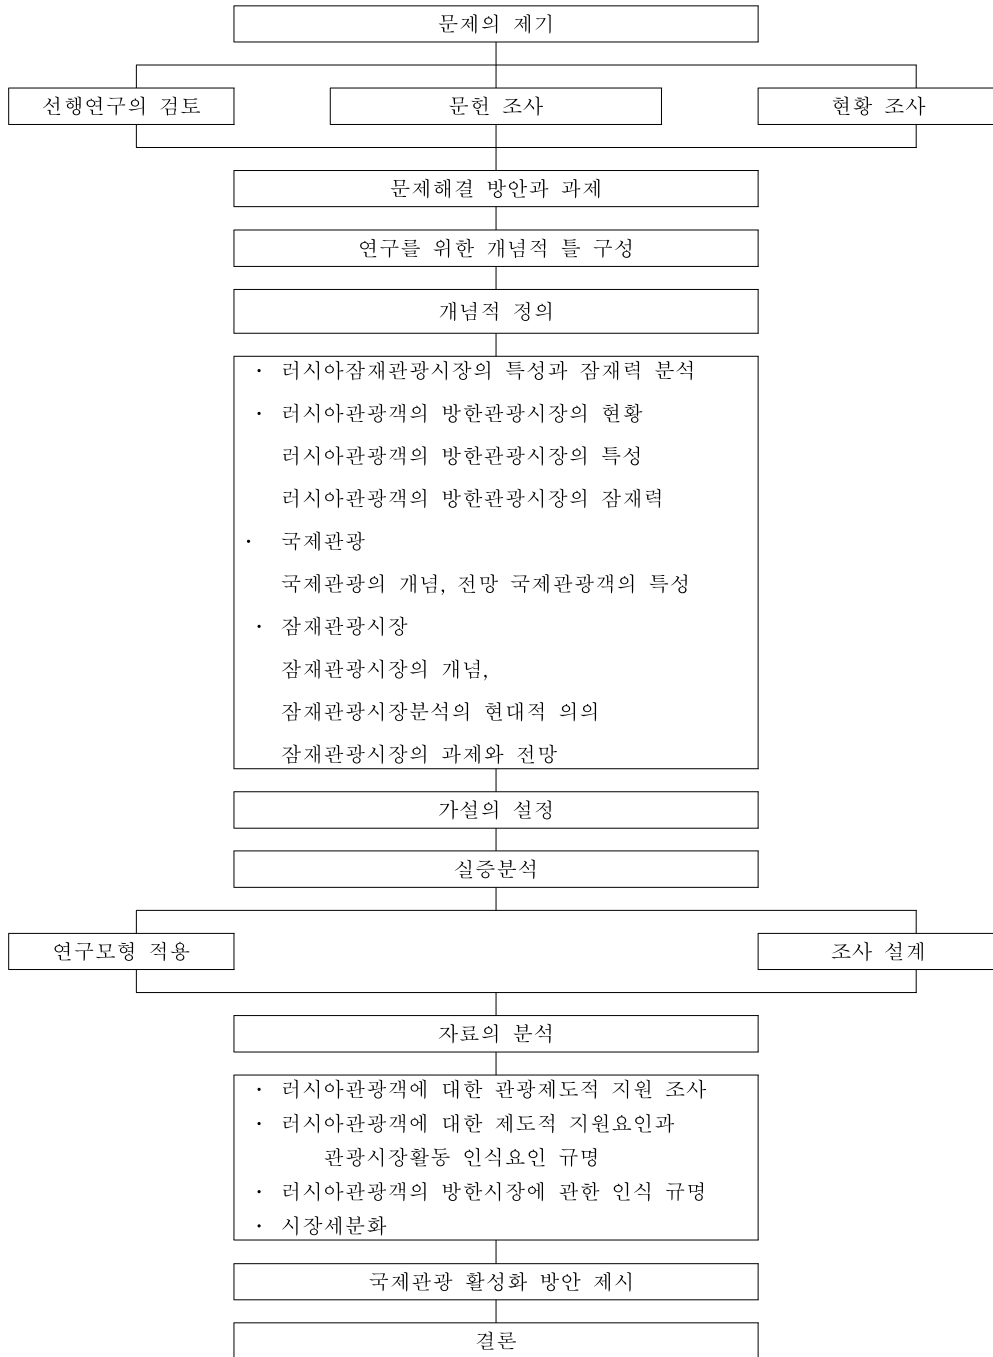 문제의 제기
선행연구의 검토
문헌 조사
현황 조사
문제해결 방안과 과제
연구를 위한 개념적 틀 구성
개념적 정의
· 러시아잠재관광시장의 특성과 잠재력 분석
· 러시아관광객의 방한관광시장의 현황
러시아관광객의 방한관광시장의 특성
러시아관광객의 방한관광시장의 잠재력
· 국제관광
국제관광의 개념, 전망 국제관광객의 특성
· 잠재관광시장
잠재관광시장의 개념,
잠재관광시장분석의 현대적 의의
잠재관광시장의 과제와 전망
가설의 설정
실증분석
연구모형 적용
조사 설계
자료의 분석
· 러시아관광객에 대한 관광제도적 지원 조사
· 러시아관광객에 대한 제도적 지원요인과
관광시장활동 인식요인 규명
· 러시아관광객의 방한시장에 관한 인식 규명
· 시장세분화
국제관광 활성화 방안 제시
결론